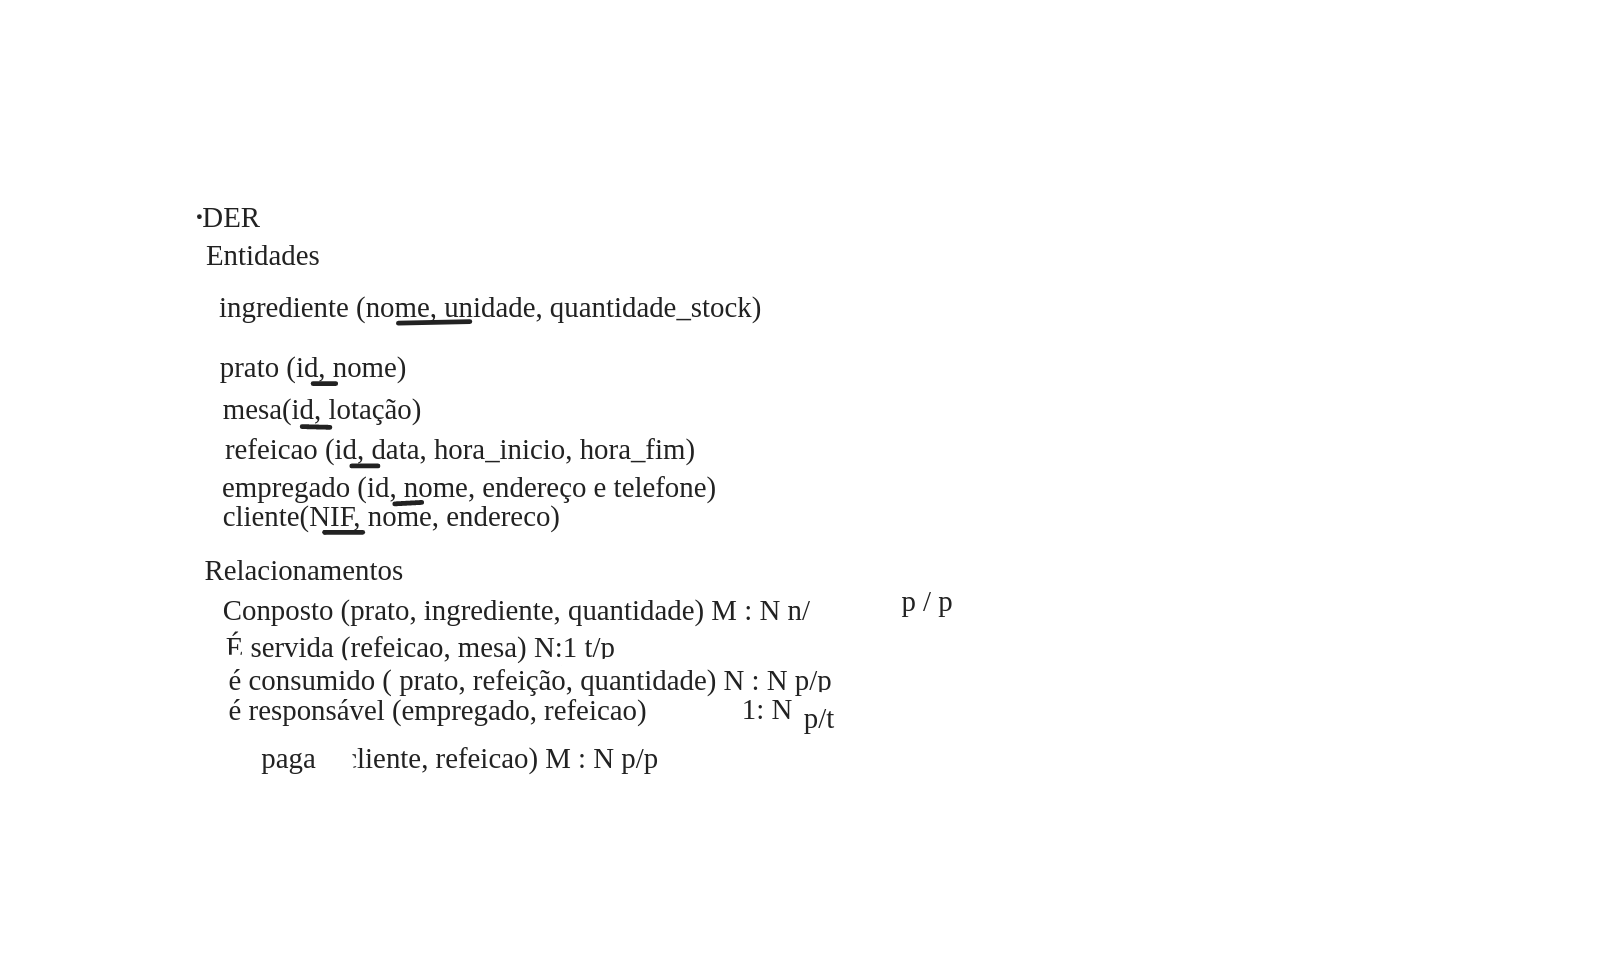 ·DER
Entidades
ingrediente (nome, unidade, quantidade_stock)
prato (id, nome)
mesa(id, lotação)
refeicao (id, data, hora_inicio, hora_fim)
empregado (id, nome, endereço e telefone)
cliente(NIF, nome, endereco)
Relacionamentos
Conposto (prato, ingrediente, quantidade) M : N n/ p / p
É servida (refeicao, mesa) N:1 t/p
é consumido ( prato, refeição, quantidade) N : N p/p
é responsável (empregado, refeicao) 1: N p/t
paga cliente, refeicao) M : N p/p